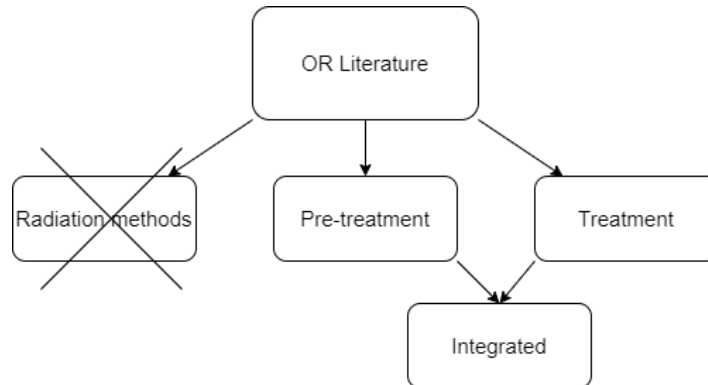 OR Literature
Radiation methods
Pre-treatment
Treatment
Integrated